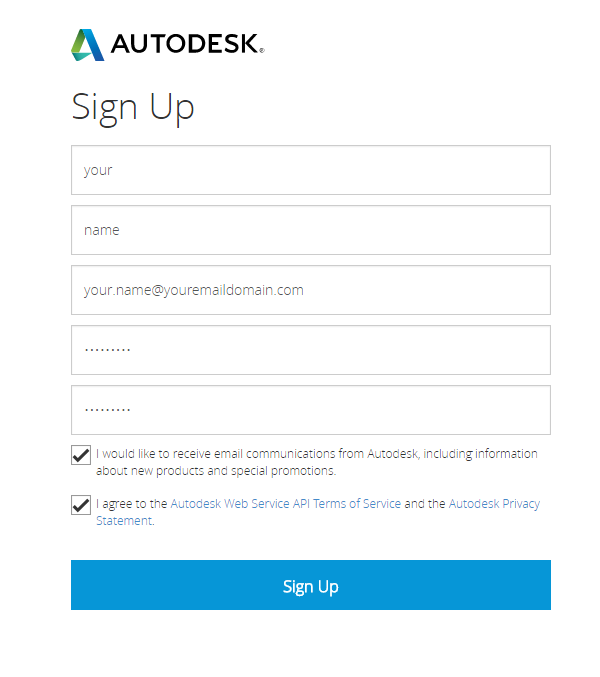 AUTODESK®
Sign Up
your
name
your.name@youremaildomain.com
·········
·········
I would like to receive email communications from Autodesk, including information
about new products and special promotions.
I agree to the Autodesk Web Service API Terms of Service and the Autodesk Privacy
Statement.
Sign Up